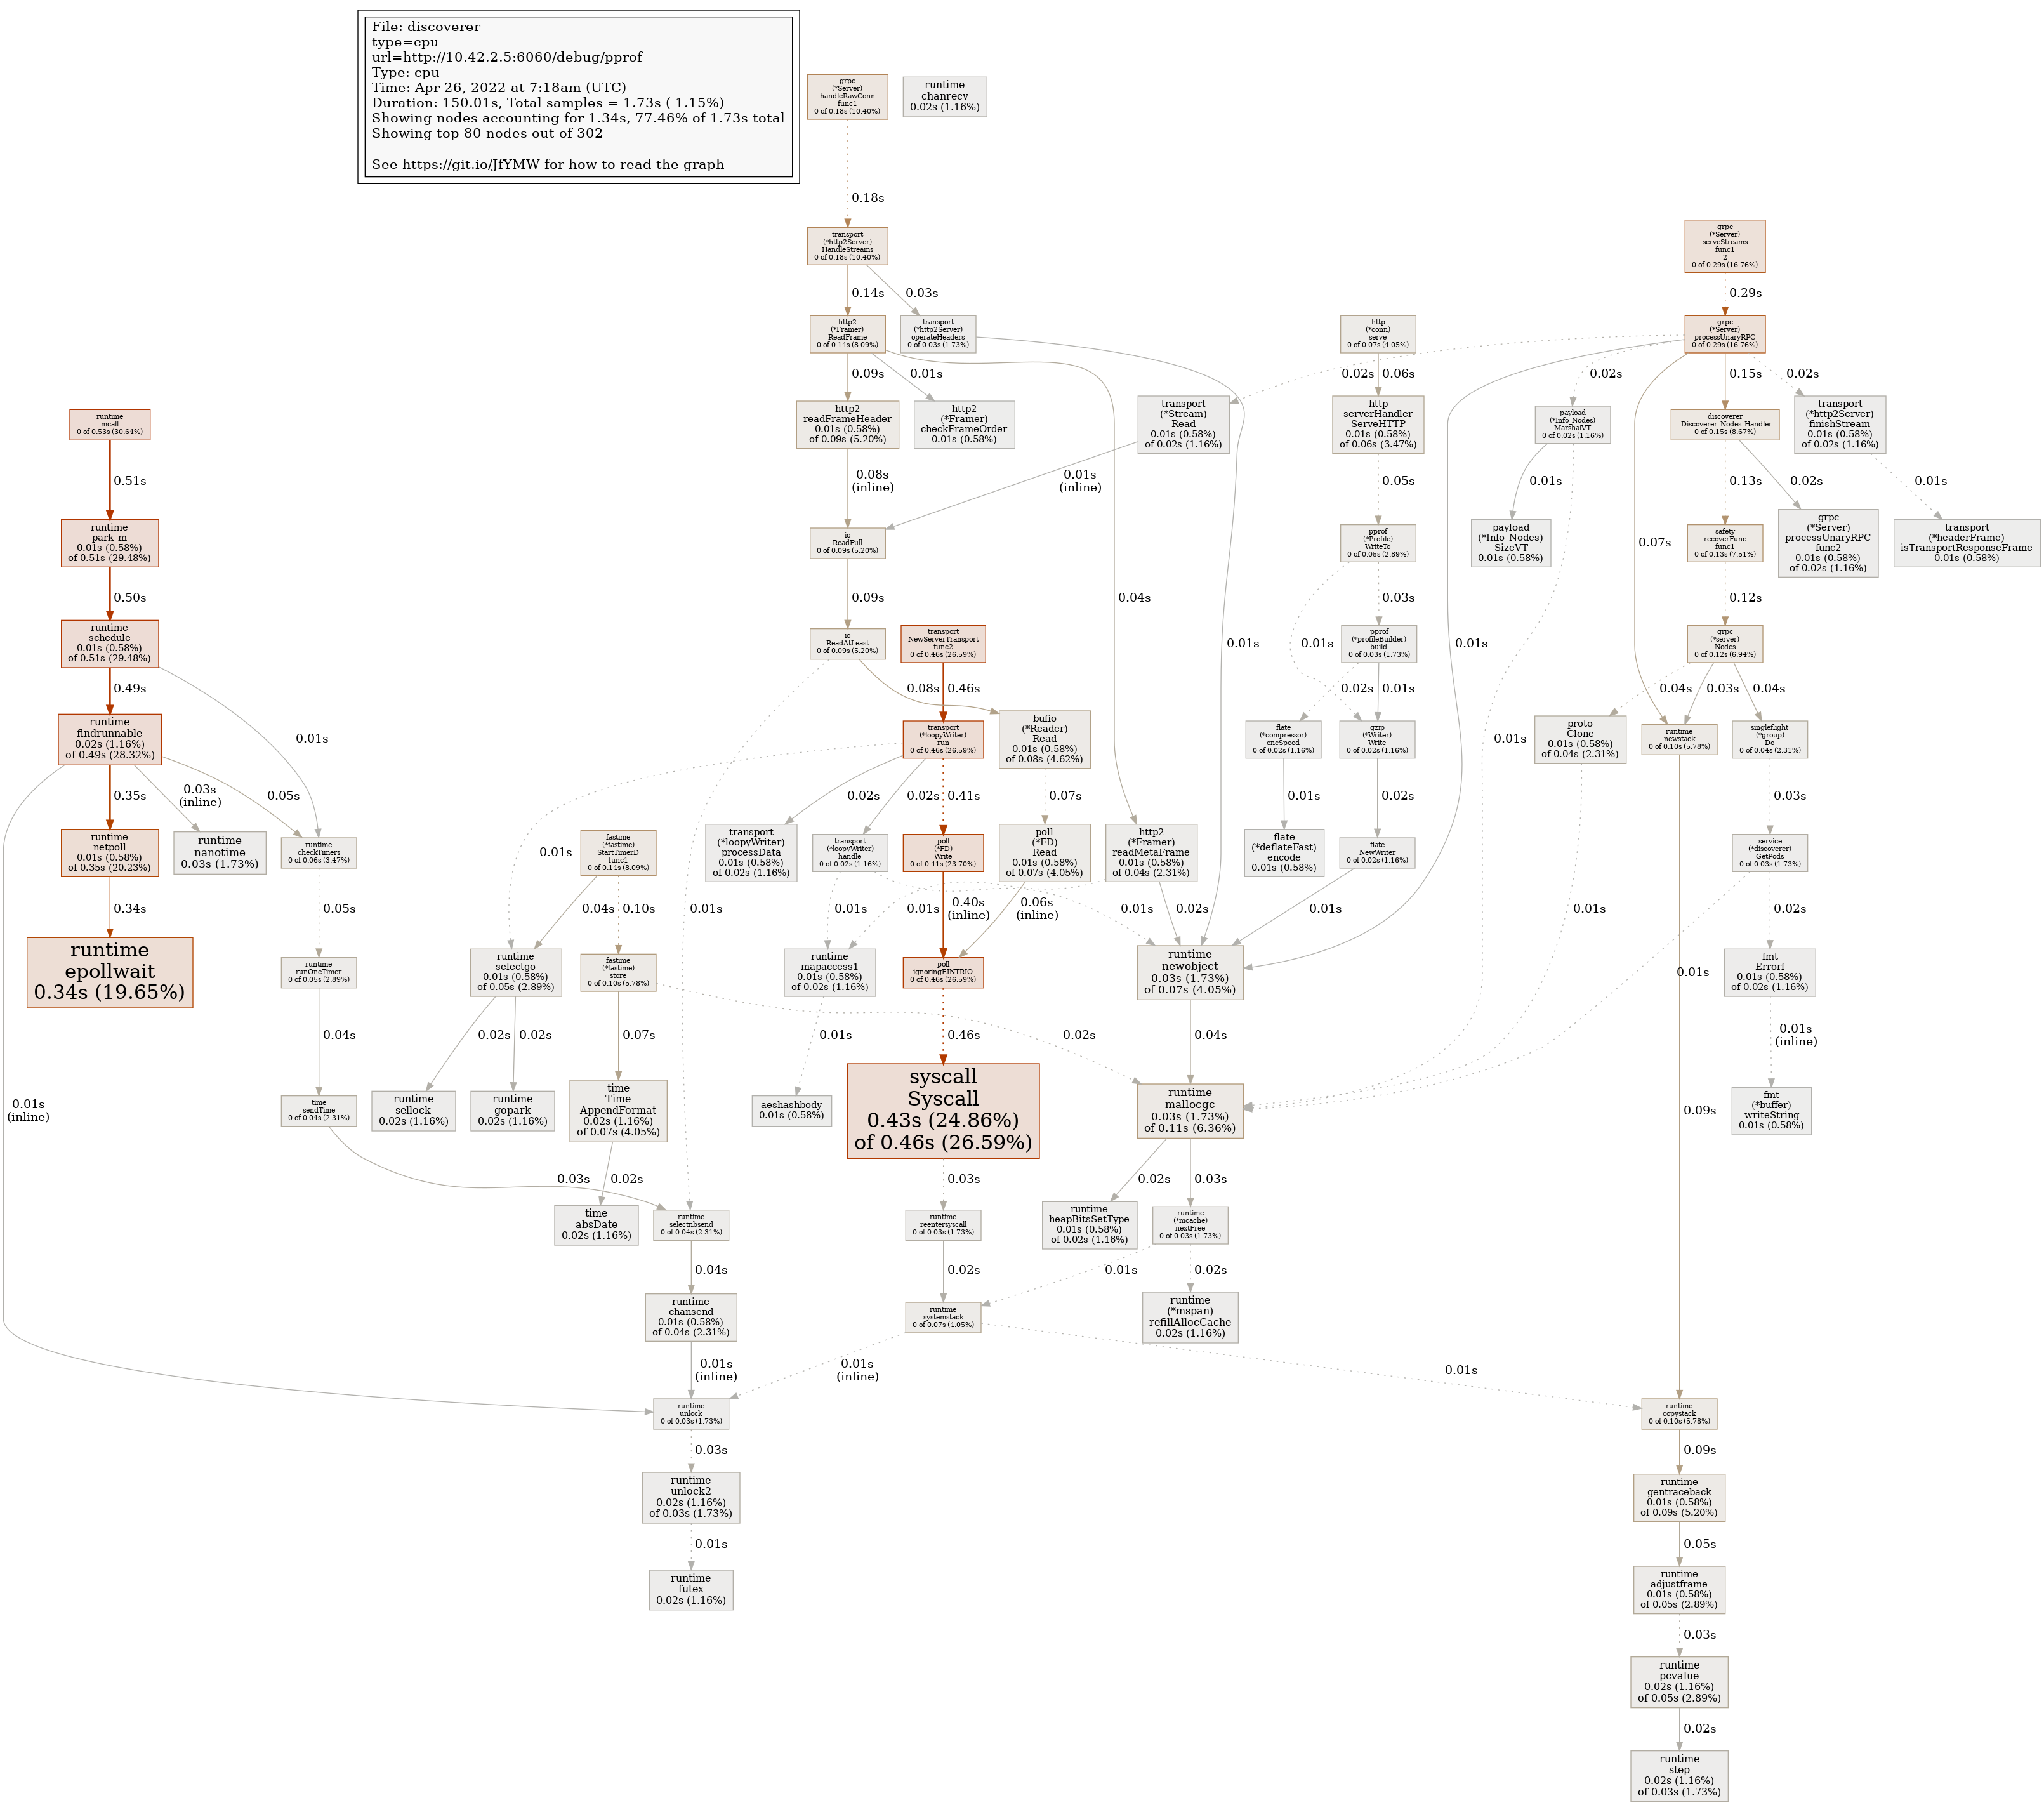 File: discoverer
type=cpu
url=http://10.42.2.5:6060/debug/pprof
Type: cpu
Time: Apr 26, 2022 at 7:18am (UTC)
Duration: 150.01s, Total samples = 1.73s ( 1.15%)
Showing nodes accounting for 1.34s, 77.46% of 1.73s total
Showing top 80 nodes out of 302
See https://git.io/JfYMW for how to read the graph
grpc
(*Server)
handleRawConn
func1
0 of 0.18s (10.40%)
runtime
chanrecv
0.02s (1.16%)
0.18s
transport
(*http2Server)
HandleStreams
0 of 0.18s (10.40%)
grpc
(*Server)
serveStreams
func1
2
0 of 0.29s (16.76%)
0.14s
0.03s
0.29s
http2
(*Framer)
ReadFrame
0 of 0.14s (8.09%)
transport
(*http2Server)
operateHeaders
0 of 0.03s (1.73%)
http
(*conn)
serve
0 of 0.07s (4.05%)
grpc
(*Server)
processUnaryRPC
0 of 0.29s (16.76%)
0.09s
0.01s
0.02s
0.06s
0.02s
0.15s
0.02s
runtime
mcall
0 of 0.53s (30.64%)
http2
readFrameHeader
0.01s (0.58%)
of 0.09s (5.20%)
http2
(*Framer)
checkFrameOrder
0.01s (0.58%)
transport
(*Stream)
Read
0.01s (0.58%)
of 0.02s (1.16%)
http
serverHandler
ServeHTTP
0.01s (0.58%)
of 0.06s (3.47%)
payload
(*Info_Nodes)
MarshalVT
0 of 0.02s (1.16%)
discoverer
_Discoverer_Nodes_Handler
0 of 0.15s (8.67%)
transport
(*http2Server)
finishStream
0.01s (0.58%)
of 0.02s (1.16%)
0.51s
0.08s
(inline)
0.01s
(inline)
0.05s
0.01s
0.13s
0.02s
0.01s
runtime
park_m
0.01s (0.58%)
of 0.51s (29.48%)
io
ReadFull
0 of 0.09s (5.20%)
pprof
(*Profile)
WriteTo
0 of 0.05s (2.89%)
payload
(*Info_Nodes)
SizeVT
0.01s (0.58%)
0.07s
safety
recoverFunc
func1
0 of 0.13s (7.51%)
grpc
(*Server)
processUnaryRPC
func2
0.01s (0.58%)
of 0.02s (1.16%)
transport
(*headerFrame)
isTransportResponseFrame
0.01s (0.58%)
0.50s
0.09s
0.04s
0.03s
0.12s
runtime
schedule
0.01s (0.58%)
of 0.51s (29.48%)
io
ReadAtLeast
0 of 0.09s (5.20%)
transport
NewServerTransport
func2
0 of 0.46s (26.59%)
0.01s
0.01s
pprof
(*profileBuilder)
build
0 of 0.03s (1.73%)
0.01s
grpc
(*server)
Nodes
0 of 0.12s (6.94%)
0.49s
0.08s
0.46s
0.02s
0.01s
0.04s
0.03s
0.04s
runtime
findrunnable
0.02s (1.16%)
of 0.49s (28.32%)
0.01s
transport
(*loopyWriter)
run
0 of 0.46s (26.59%)
bufio
(*Reader)
Read
0.01s (0.58%)
of 0.08s (4.62%)
flate
(*compressor)
encSpeed
0 of 0.02s (1.16%)
gzip
(*Writer)
Write
0 of 0.02s (1.16%)
0.01s
proto
Clone
0.01s (0.58%)
of 0.04s (2.31%)
runtime
newstack
0 of 0.10s (5.78%)
singleflight
(*group)
Do
0 of 0.04s (2.31%)
0.35s
0.03s
(inline)
0.05s
0.02s
0.02s
0.41s
0.07s
0.01s
0.02s
0.03s
runtime
netpoll
0.01s (0.58%)
of 0.35s (20.23%)
runtime
nanotime
0.03s (1.73%)
runtime
checkTimers
0 of 0.06s (3.47%)
0.01s
fastime
(*fastime)
StartTimerD
func1
0 of 0.14s (8.09%)
transport
(*loopyWriter)
processData
0.01s (0.58%)
of 0.02s (1.16%)
transport
(*loopyWriter)
handle
0 of 0.02s (1.16%)
poll
(*FD)
Write
0 of 0.41s (23.70%)
poll
(*FD)
Read
0.01s (0.58%)
of 0.07s (4.05%)
http2
(*Framer)
readMetaFrame
0.01s (0.58%)
of 0.04s (2.31%)
flate
(*deflateFast)
encode
0.01s (0.58%)
flate
NewWriter
0 of 0.02s (1.16%)
service
(*discoverer)
GetPods
0 of 0.03s (1.73%)
0.34s
0.05s
0.04s
0.10s
0.01s
0.01s
0.01s
0.40s
(inline)
0.06s
(inline)
0.01s
0.02s
0.01s
0.01s
0.02s
runtime
epollwait
0.34s (19.65%)
runtime
runOneTimer
0 of 0.05s (2.89%)
runtime
selectgo
0.01s (0.58%)
of 0.05s (2.89%)
fastime
(*fastime)
store
0 of 0.10s (5.78%)
runtime
mapaccess1
0.01s (0.58%)
of 0.02s (1.16%)
poll
ignoringEINTRIO
0 of 0.46s (26.59%)
runtime
newobject
0.03s (1.73%)
of 0.07s (4.05%)
0.01s
fmt
Errorf
0.01s (0.58%)
of 0.02s (1.16%)
0.04s
0.02s
0.02s
0.07s
0.01s
0.46s
0.02s
0.04s
0.01s
(inline)
0.01s
(inline)
time
sendTime
0 of 0.04s (2.31%)
runtime
sellock
0.02s (1.16%)
runtime
gopark
0.02s (1.16%)
time
Time
AppendFormat
0.02s (1.16%)
of 0.07s (4.05%)
aeshashbody
0.01s (0.58%)
syscall
Syscall
0.43s (24.86%)
of 0.46s (26.59%)
runtime
mallocgc
0.03s (1.73%)
of 0.11s (6.36%)
0.09s
fmt
(*buffer)
writeString
0.01s (0.58%)
0.03s
0.02s
0.03s
0.02s
0.03s
time
absDate
0.02s (1.16%)
runtime
selectnbsend
0 of 0.04s (2.31%)
runtime
reentersyscall
0 of 0.03s (1.73%)
runtime
heapBitsSetType
0.01s (0.58%)
of 0.02s (1.16%)
runtime
(*mcache)
nextFree
0 of 0.03s (1.73%)
0.04s
0.02s
0.01s
0.02s
runtime
chansend
0.01s (0.58%)
of 0.04s (2.31%)
runtime
systemstack
0 of 0.07s (4.05%)
runtime
(*mspan)
refillAllocCache
0.02s (1.16%)
0.01s
(inline)
0.01s
(inline)
0.01s
runtime
unlock
0 of 0.03s (1.73%)
runtime
copystack
0 of 0.10s (5.78%)
0.03s
0.09s
runtime
unlock2
0.02s (1.16%)
of 0.03s (1.73%)
runtime
gentraceback
0.01s (0.58%)
of 0.09s (5.20%)
0.01s
0.05s
runtime
futex
0.02s (1.16%)
runtime
adjustframe
0.01s (0.58%)
of 0.05s (2.89%)
0.03s
runtime
pcvalue
0.02s (1.16%)
of 0.05s (2.89%)
0.02s
runtime
step
0.02s (1.16%)
of 0.03s (1.73%)